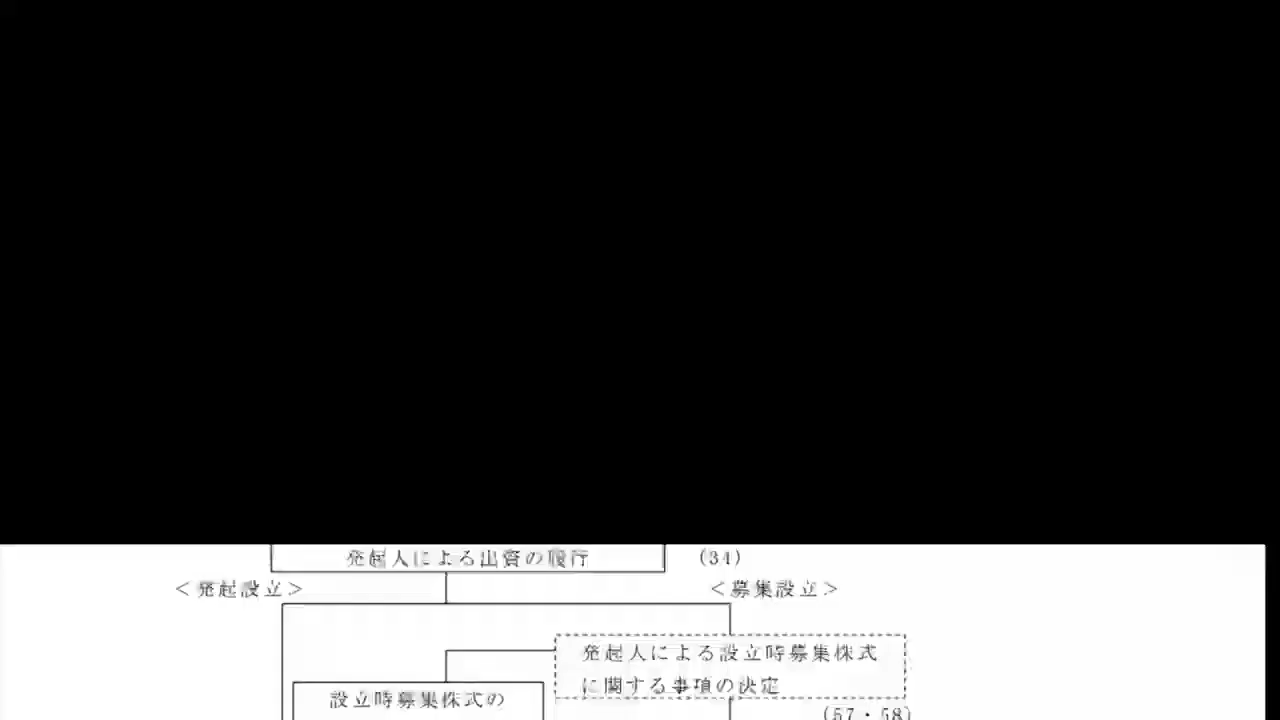 発起人による出資の履行 (34)
＜発起設立＞ ＜募集設立＞
発起人による設立時募集株式
に関する事項の決定
設立時募集株式の
(57・58)